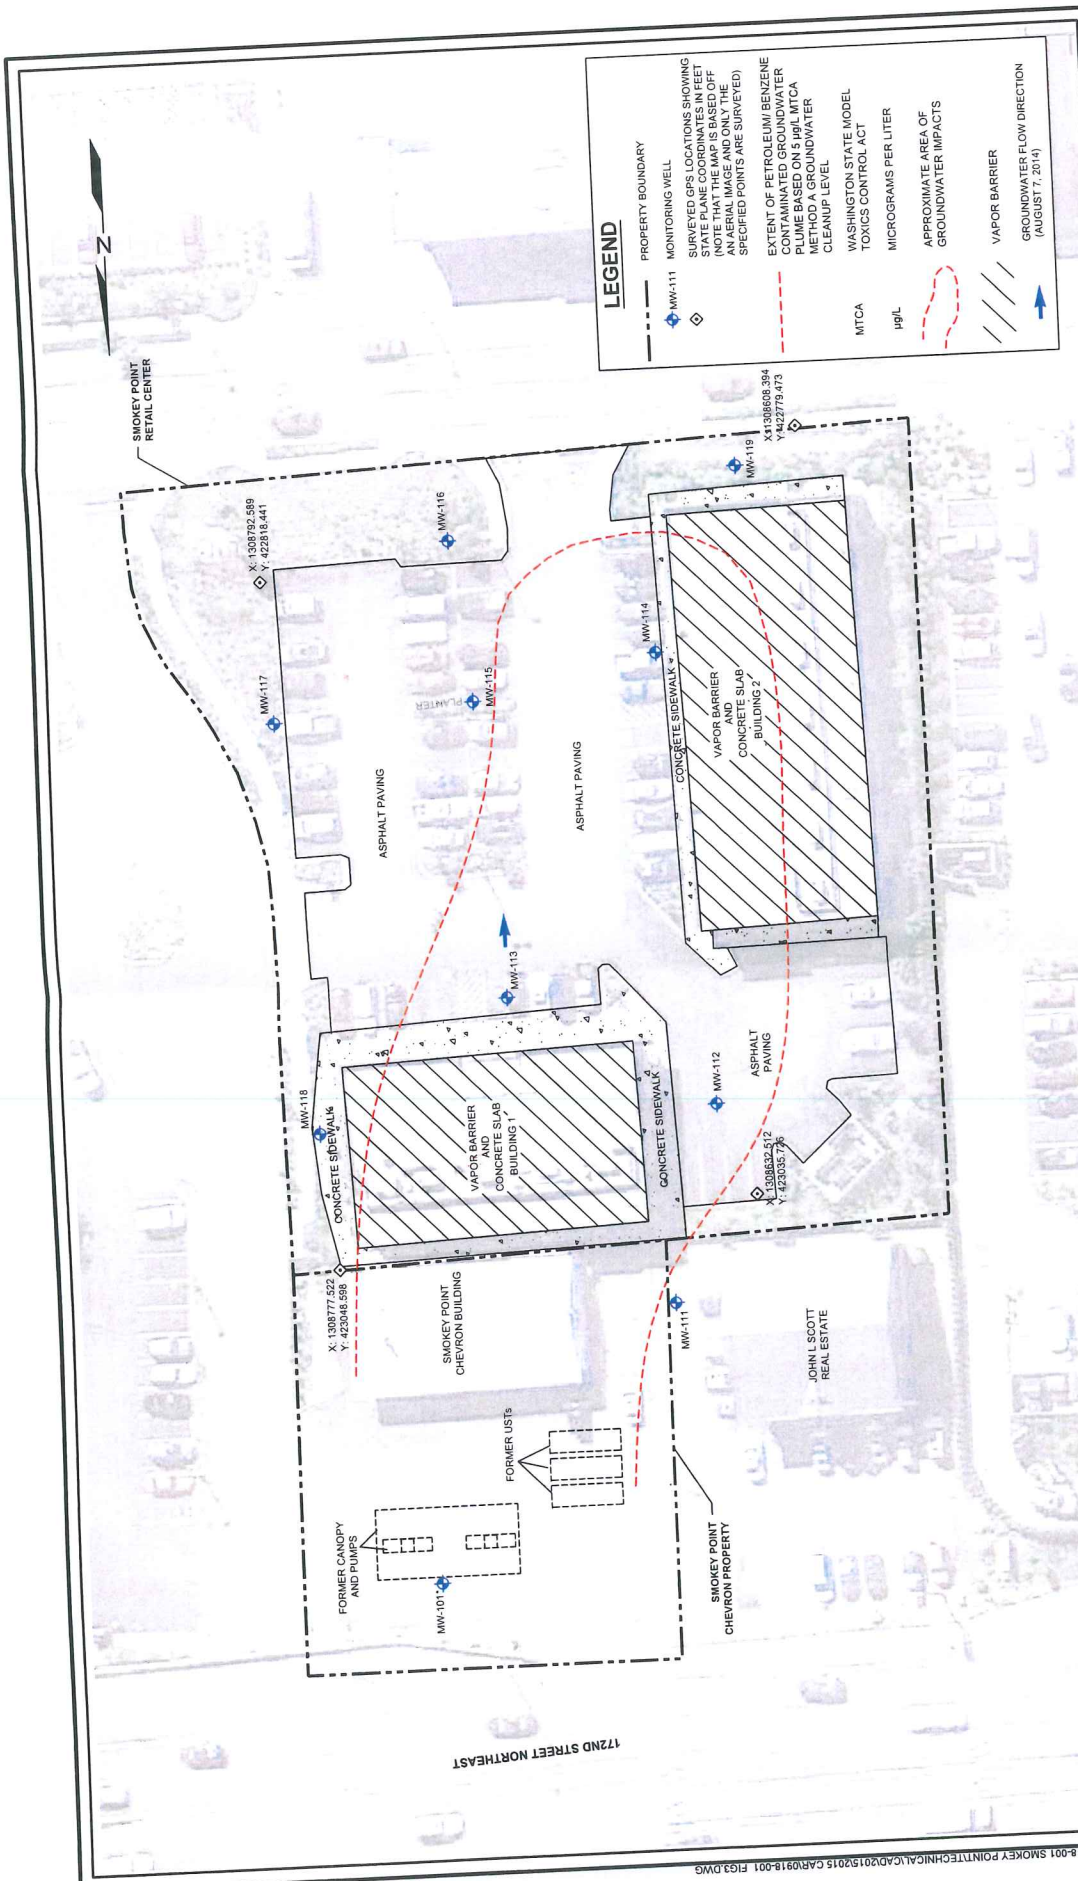 SMOKEY POINT
RETAIL CENTER
N
LEGEND
PROPERTY BOUNDARY
MW-111
MONITORING WELL
SURVEYED GPS LOCATIONS SHOWING
STATE PLANE COORDINATES IN FEET
(NOTE THAT THE MAP IS BASED OFF
AN AERIAL IMAGE AND ONLY THE
SPECIFIED POINTS ARE SURVEYED)
EXTENT OF PETROLEUM/ BENZENE
CONTAMINATED GROUNDWATER
PLUME BASED ON 5 µg/L MTCA
METHOD A GROUNDWATER
CLEANUP LEVEL
MTCA
WASHINGTON STATE MODEL
TOXICS CONTROL ACT
µg/L
MICROGRAMS PER LITER
APPROXIMATE AREA OF
GROUNDWATER IMPACTS
VAPOR BARRIER
GROUNDWATER FLOW DIRECTION
(AUGUST 7, 2014)
X: 1308792.589
Y: 422818.441
MW-117
MW-116
PLANTER
MW-115
ASPHALT PAVING
ASPHALT PAVING
MW-114
CONCRETE SIDEWALK
VAPOR BARRIER
AND
CONCRETE SLAB
BUILDING 2
MW-119
X: 1308608.394
Y: 422779.473
MW-118
CONCRETE SIDEWALK
MW-113
VAPOR BARRIER
AND
CONCRETE SLAB
BUILDING 1
CONCRETE SIDEWALK
MW-112
ASPHALT
PAVING
X: 1308632.512
Y: 423035.725
X: 1308777.522
Y: 423048.598
SMOKEY POINT
CHEVRON BUILDING
MW-111
JOHN L SCOTT
REAL ESTATE
FORMER USTs
FORMER CANOPY
AND PUMPS
MW-101
SMOKEY POINT
CHEVRON PROPERTY
172ND STREET NORTHEAST
8-001 SMOKEY POINT\TECHNICAL\CAD\2015\2015 CAR\0918-001_FIG3.DWG